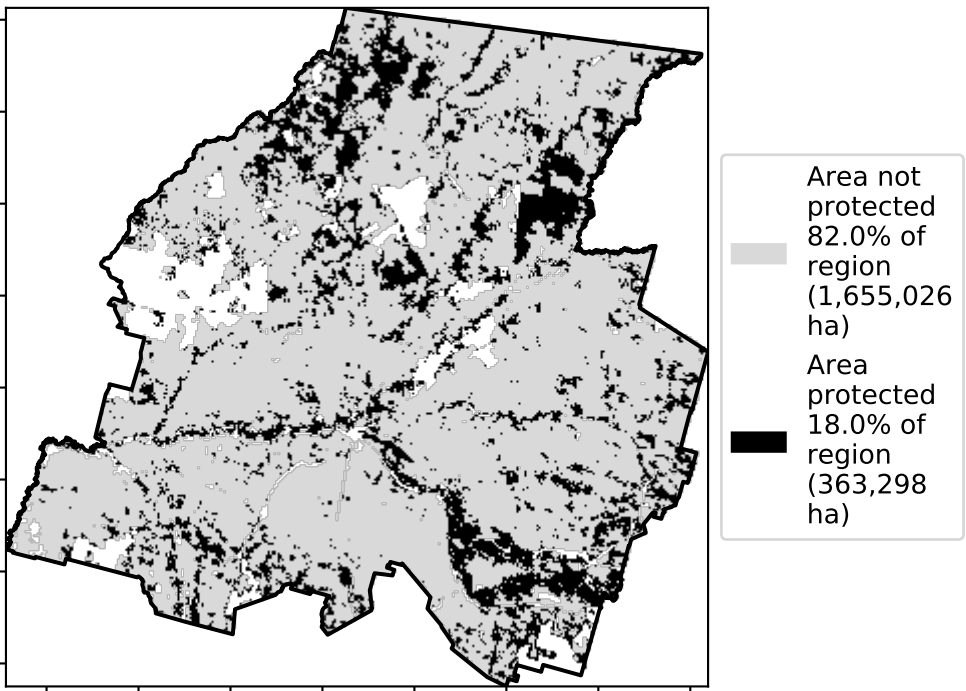 Area not
protected
82.0% of
region
(1,655,026
ha)
Area
protected
18.0% of
region
(363,298
ha)